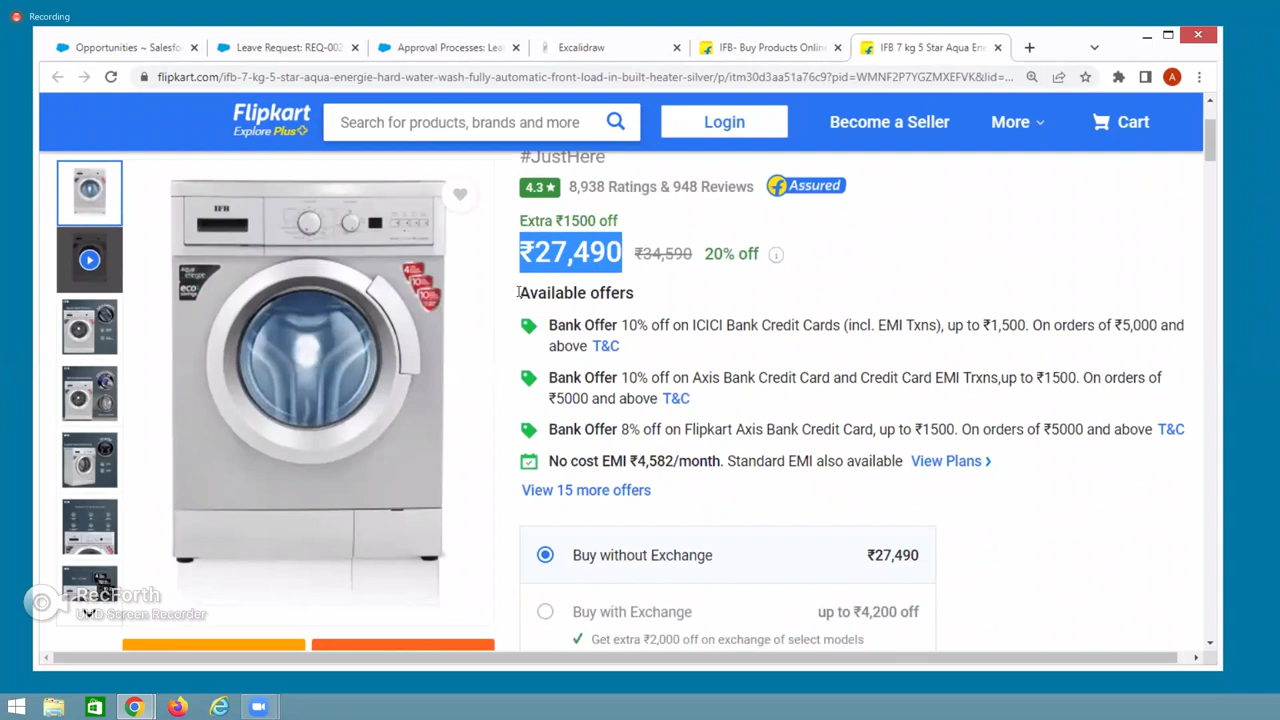 Recording
Opportunities ~ Salesfo
Leave Request: REQ-002
Approval Processes: Lea
Excalidraw
IFB- Buy Products Online
IFB 7 kg 5 Star Aqua Ene
flipkart.com/ifb-7-kg-5-star-aqua-energie-hard-water-wash-fully-automatic-front-load-in-built-heater-silver/p/itm30d3aa51a76c9?pid=WMNF2P7YGZMXEFVK&lid=...
A
Flipkart
Explore Plus
Search for products, brands and more
Login
Become a Seller
More
Cart
#JustHere
4.3 ★ 8,938 Ratings & 948 Reviews Assured
Extra ₹1500 off
₹27,490 ₹34,590 20% off
Available offers
Bank Offer 10% off on ICICI Bank Credit Cards (incl. EMI Txns), up to ₹1,500. On orders of ₹5,000 and
above T&C
Bank Offer 10% off on Axis Bank Credit Card and Credit Card EMI Trxns,up to ₹1500. On orders of
₹5000 and above T&C
Bank Offer 8% off on Flipkart Axis Bank Credit Card, up to ₹1500. On orders of ₹5000 and above T&C
No cost EMI ₹4,582/month. Standard EMI also available View Plans
View 15 more offers
Buy without Exchange ₹27,490
Buy with Exchange up to ₹4,200 off
Get extra ₹2,000 off on exchange of select models
IFB
RecForth
UHD Screen Recorder